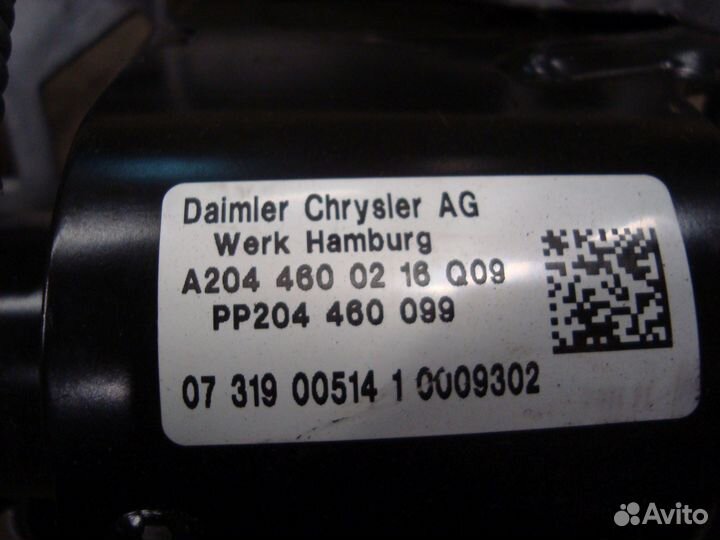 Daimler Chrysler AG
Werk Hamburg
A204 460 02 16 Q09
PP204 460 099
07 319 00514 1 0009302
Avito